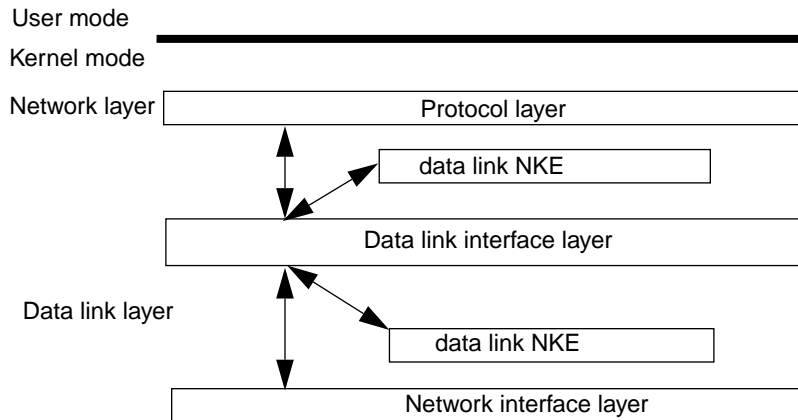 User mode
Kernel mode
Network layer
Protocol layer
data link NKE
Data link interface layer
Data link layer
data link NKE
Network interface layer